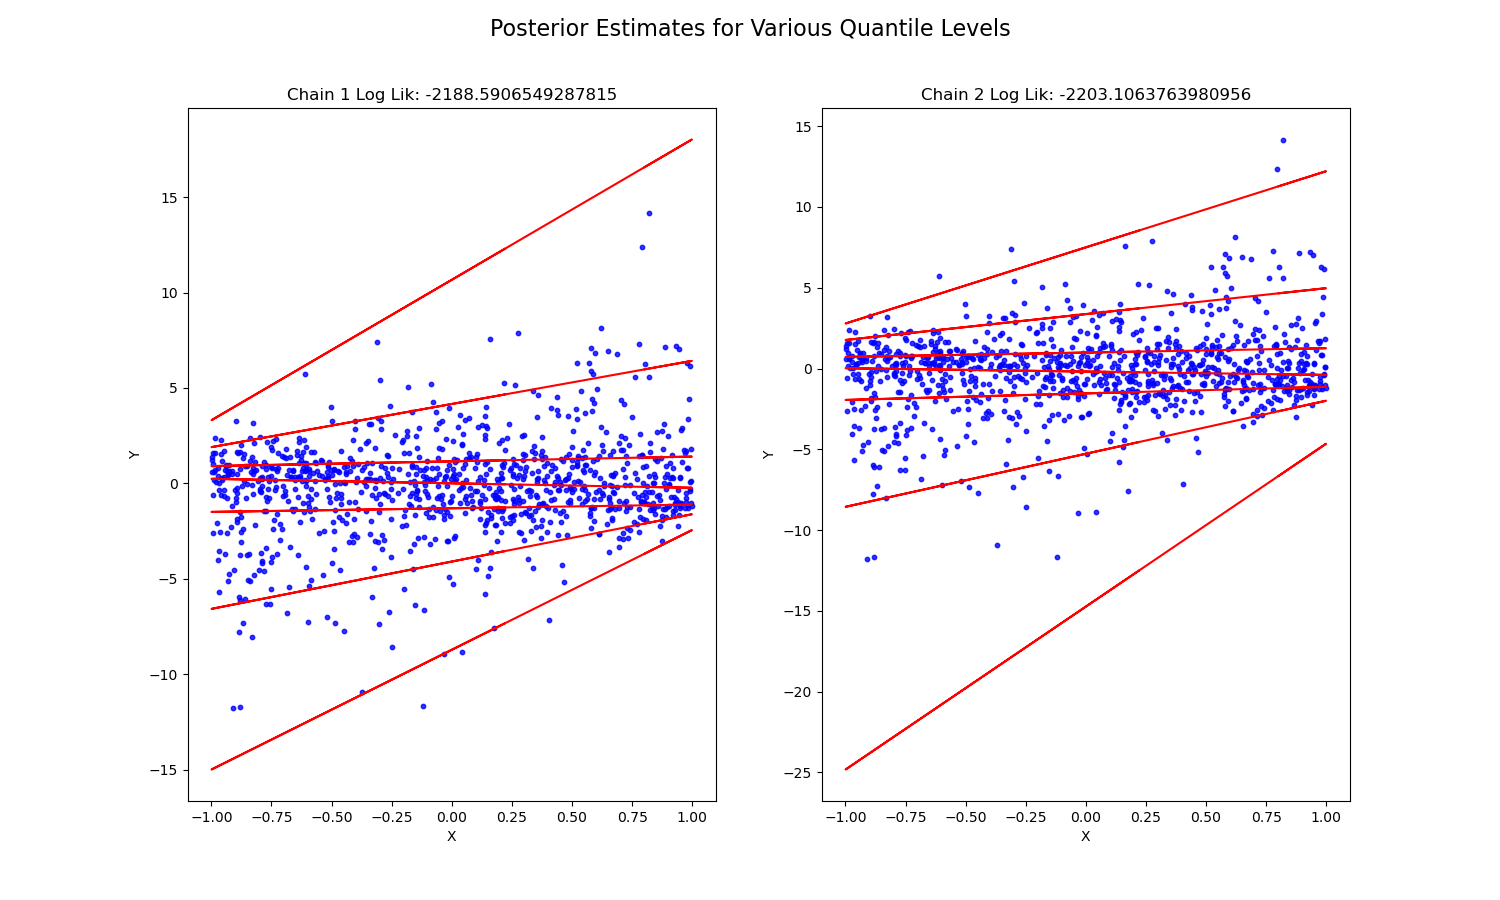 Posterior Estimates for Various Quantile Levels
Chain 1 Log Lik: -2188.5906549287815
Y
15
10
5
0
−5
−10
−15
−1.00 −0.75 −0.50 −0.25 0.00 0.25 0.50 0.75 1.00
X
Chain 2 Log Lik: -2203.1063763980956
Y
15
10
5
0
−5
−10
−15
−20
−25
−1.00 −0.75 −0.50 −0.25 0.00 0.25 0.50 0.75 1.00
X